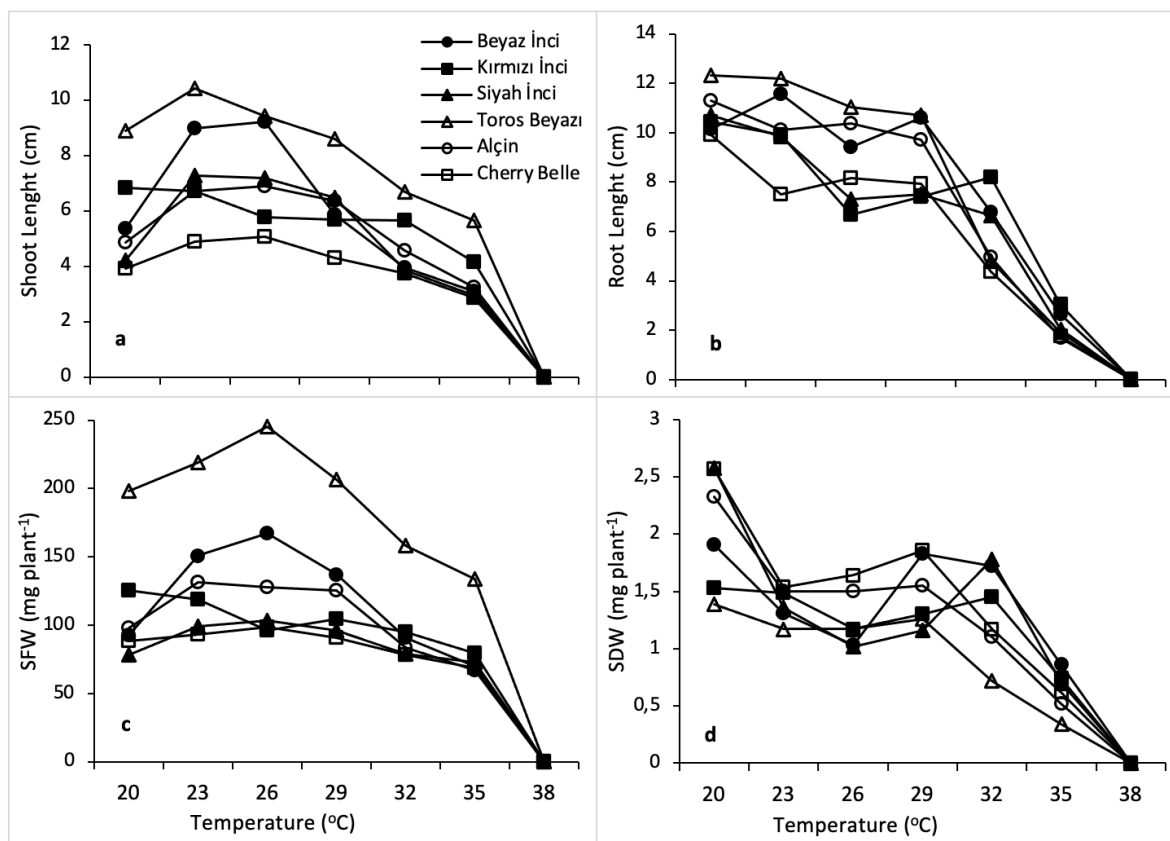 12
10
8
6
4
2
0
Shoot Lenght (cm)
Beyaz İnci
Kırmızı İnci
Siyah İnci
Toros Beyazı
Alçin
Cherry Belle
a
14
12
10
8
6
4
2
0
Root Lenght (cm)
b
250
200
150
100
50
0
SFW (mg plant-1)
c
20 23 26 29 32 35 38
Temperature (oC)
3
2,5
2
1,5
1
0,5
0
SDW (mg plant-1)
d
20 23 26 29 32 35 38
Temperature (oC)